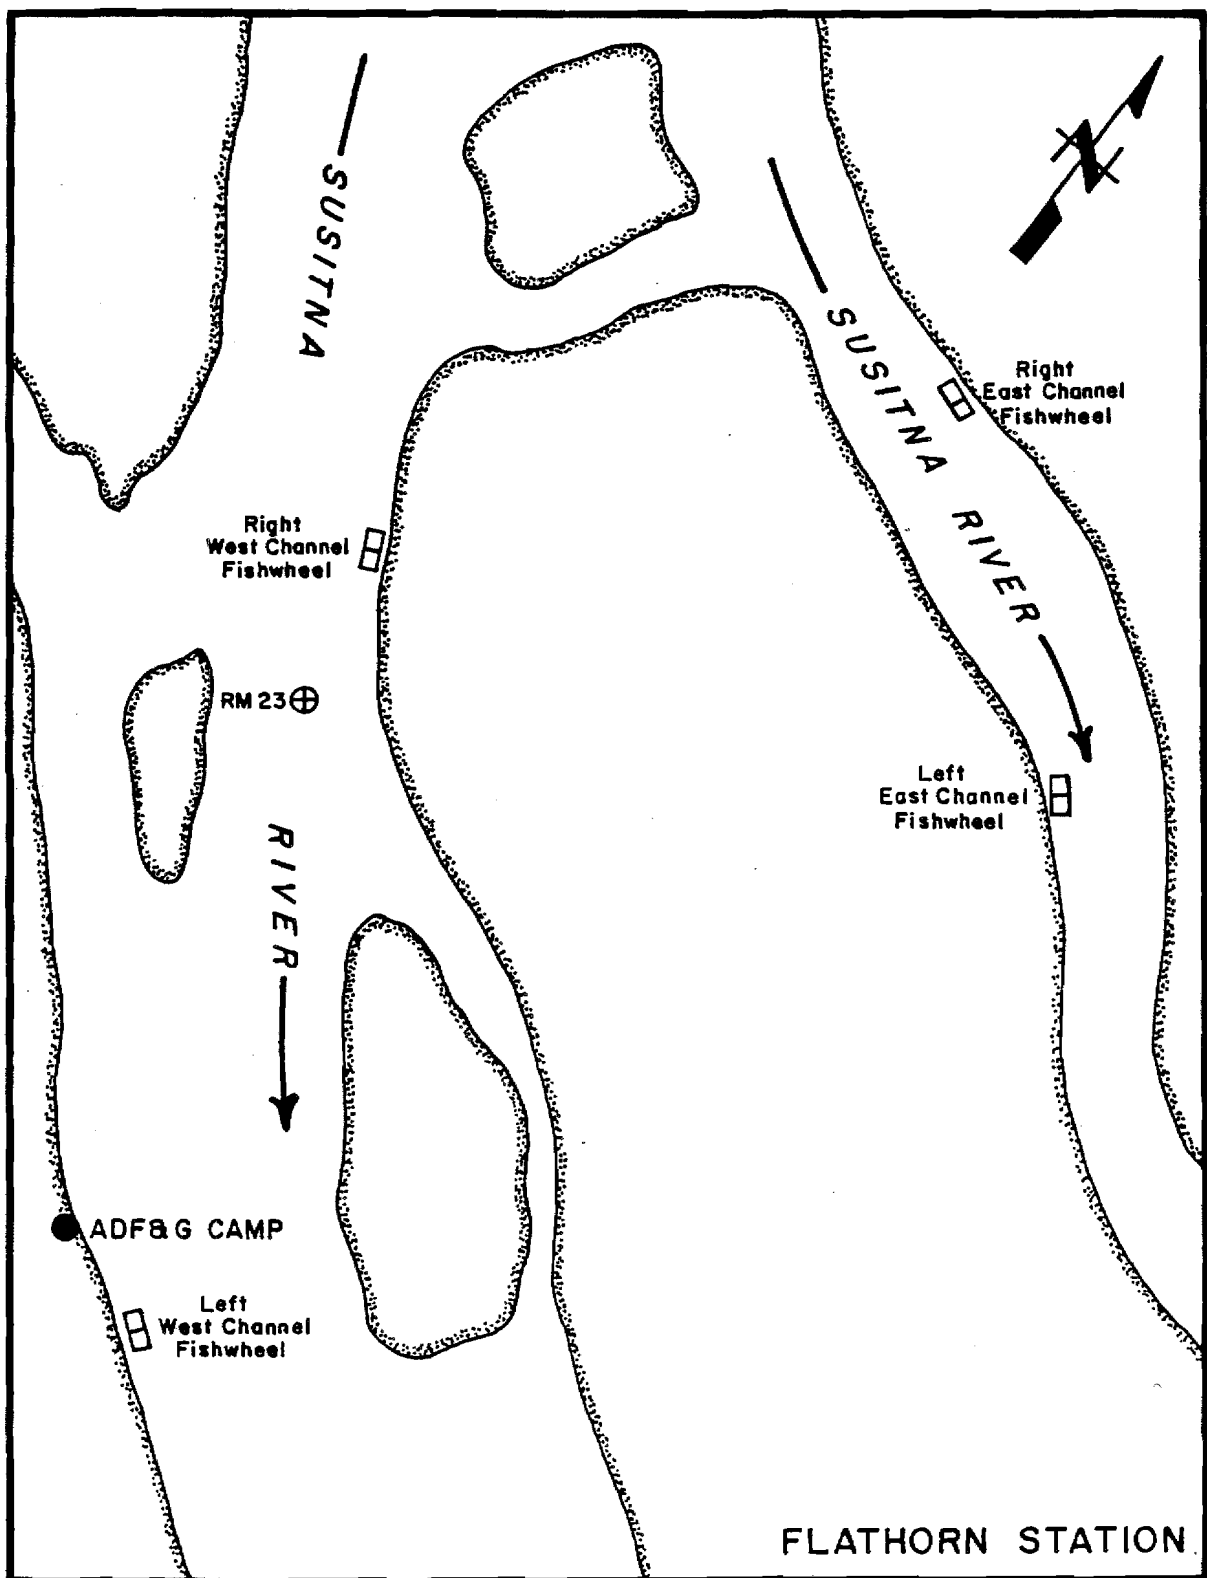 SUSITNA
RIVER
SUSITNA RIVER
N
Right
East Channel
Fishwheel
Right
West Channel
Fishwheel
RM 23
Left
East Channel
Fishwheel
ADF&G CAMP
Left
West Channel
Fishwheel
FLATHORN STATION